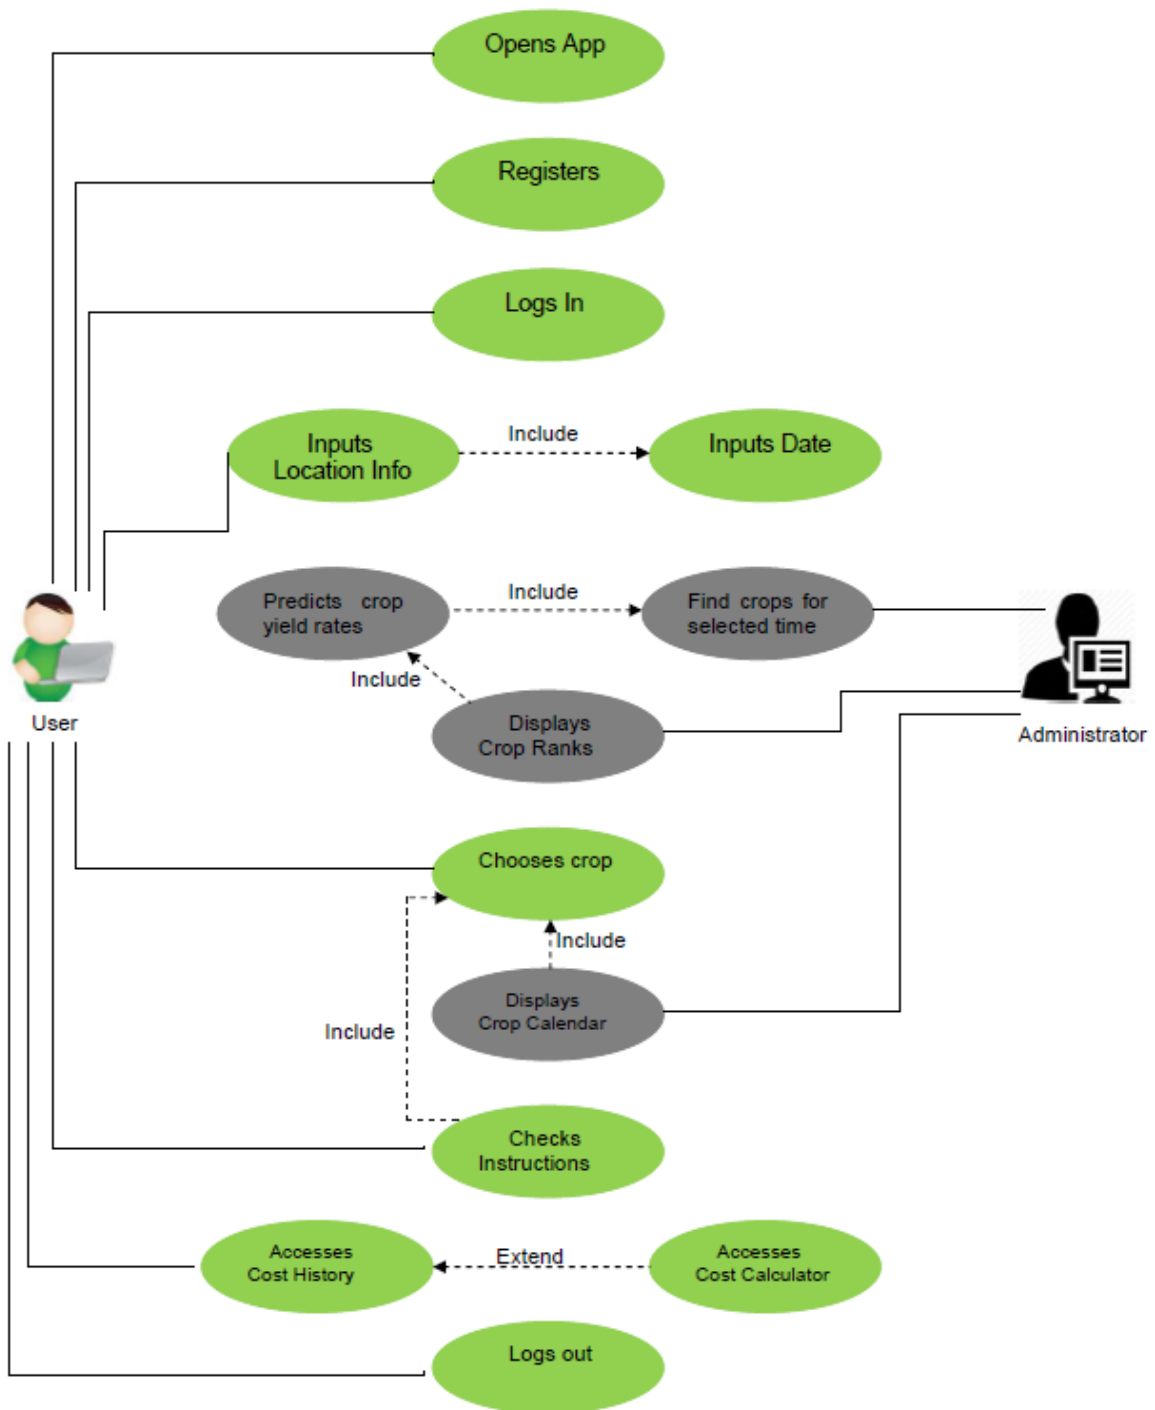 Opens App
Registers
Logs In
Inputs
Location Info
Include
Inputs Date
Predicts crop
yield rates
Include
Find crops for
selected time
Include
Displays
Crop Ranks
User
Administrator
Chooses crop
Include
Displays
Crop Calendar
Include
Checks
Instructions
Accesses
Cost History
Extend
Accesses
Cost Calculator
Logs out